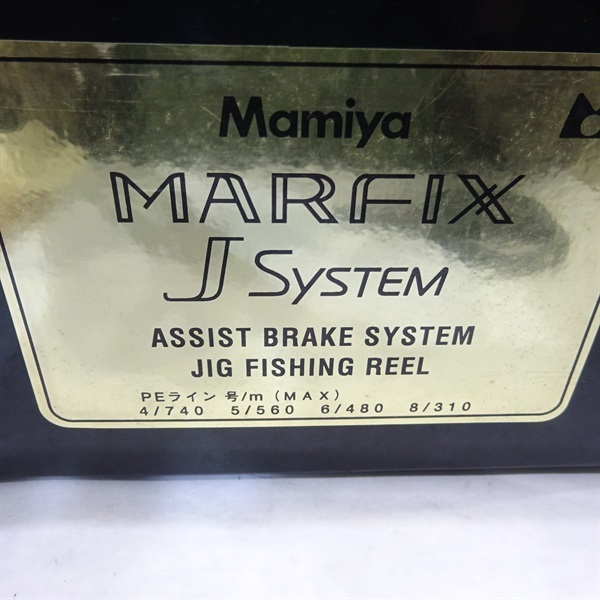 Mamiya
MARFIX
J SYSTEM
ASSIST BRAKE SYSTEM
JIG FISHING REEL
PEライン 号/m (MAX)
4/740 5/560 6/480 8/310